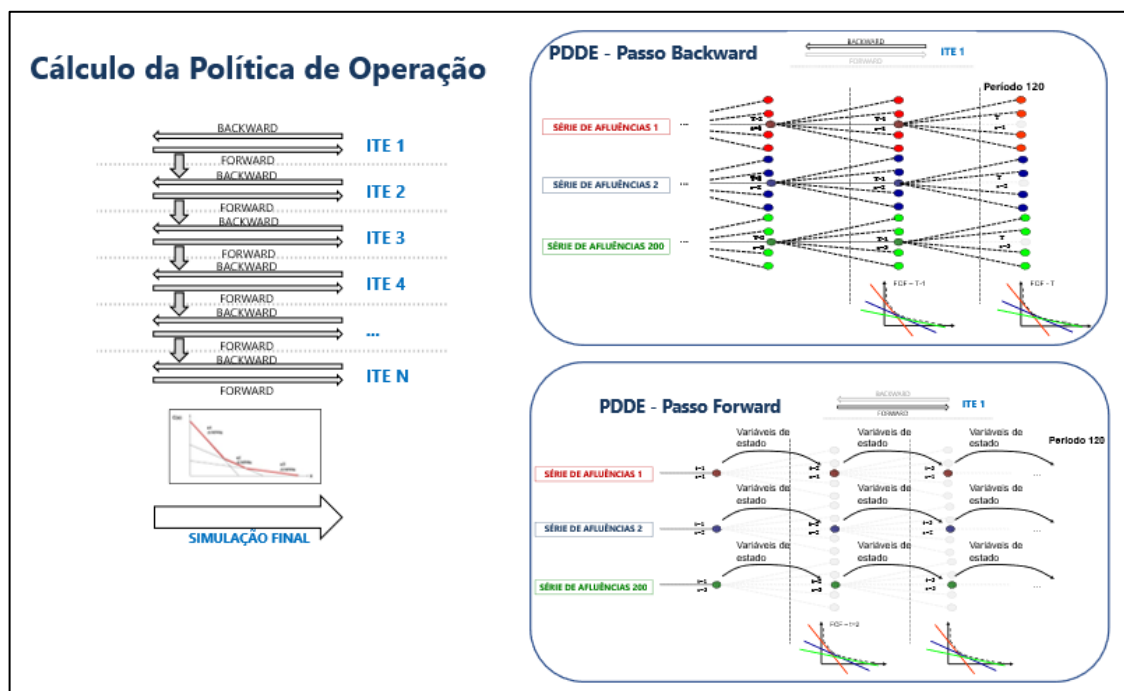 Cálculo da Política de Operação
BACKWARD
ITE 1
FORWARD
BACKWARD
ITE 2
FORWARD
BACKWARD
ITE 3
FORWARD
BACKWARD
ITE 4
FORWARD
BACKWARD
...
FORWARD
BACKWARD
ITE N
FORWARD
SIMULAÇÃO FINAL
PDDE - Passo Backward
BACKWARD
FORWARD
ITE 1
Período 120
SÉRIE DE AFLUÊNCIAS 1
...
T-1
T
SÉRIE DE AFLUÊNCIAS 2
...
T-1
T
SÉRIE DE AFLUÊNCIAS 200
...
T-1
T
FCF – T-1
FCF - T
PDDE - Passo Forward
BACKWARD
FORWARD
ITE 1
Variáveis de estado
Variáveis de estado
Variáveis de estado
Período 120
SÉRIE DE AFLUÊNCIAS 1
...
Variáveis de estado
Variáveis de estado
Variáveis de estado
SÉRIE DE AFLUÊNCIAS 2
...
Variáveis de estado
Variáveis de estado
Variáveis de estado
SÉRIE DE AFLUÊNCIAS 200
...
FCF – t=2